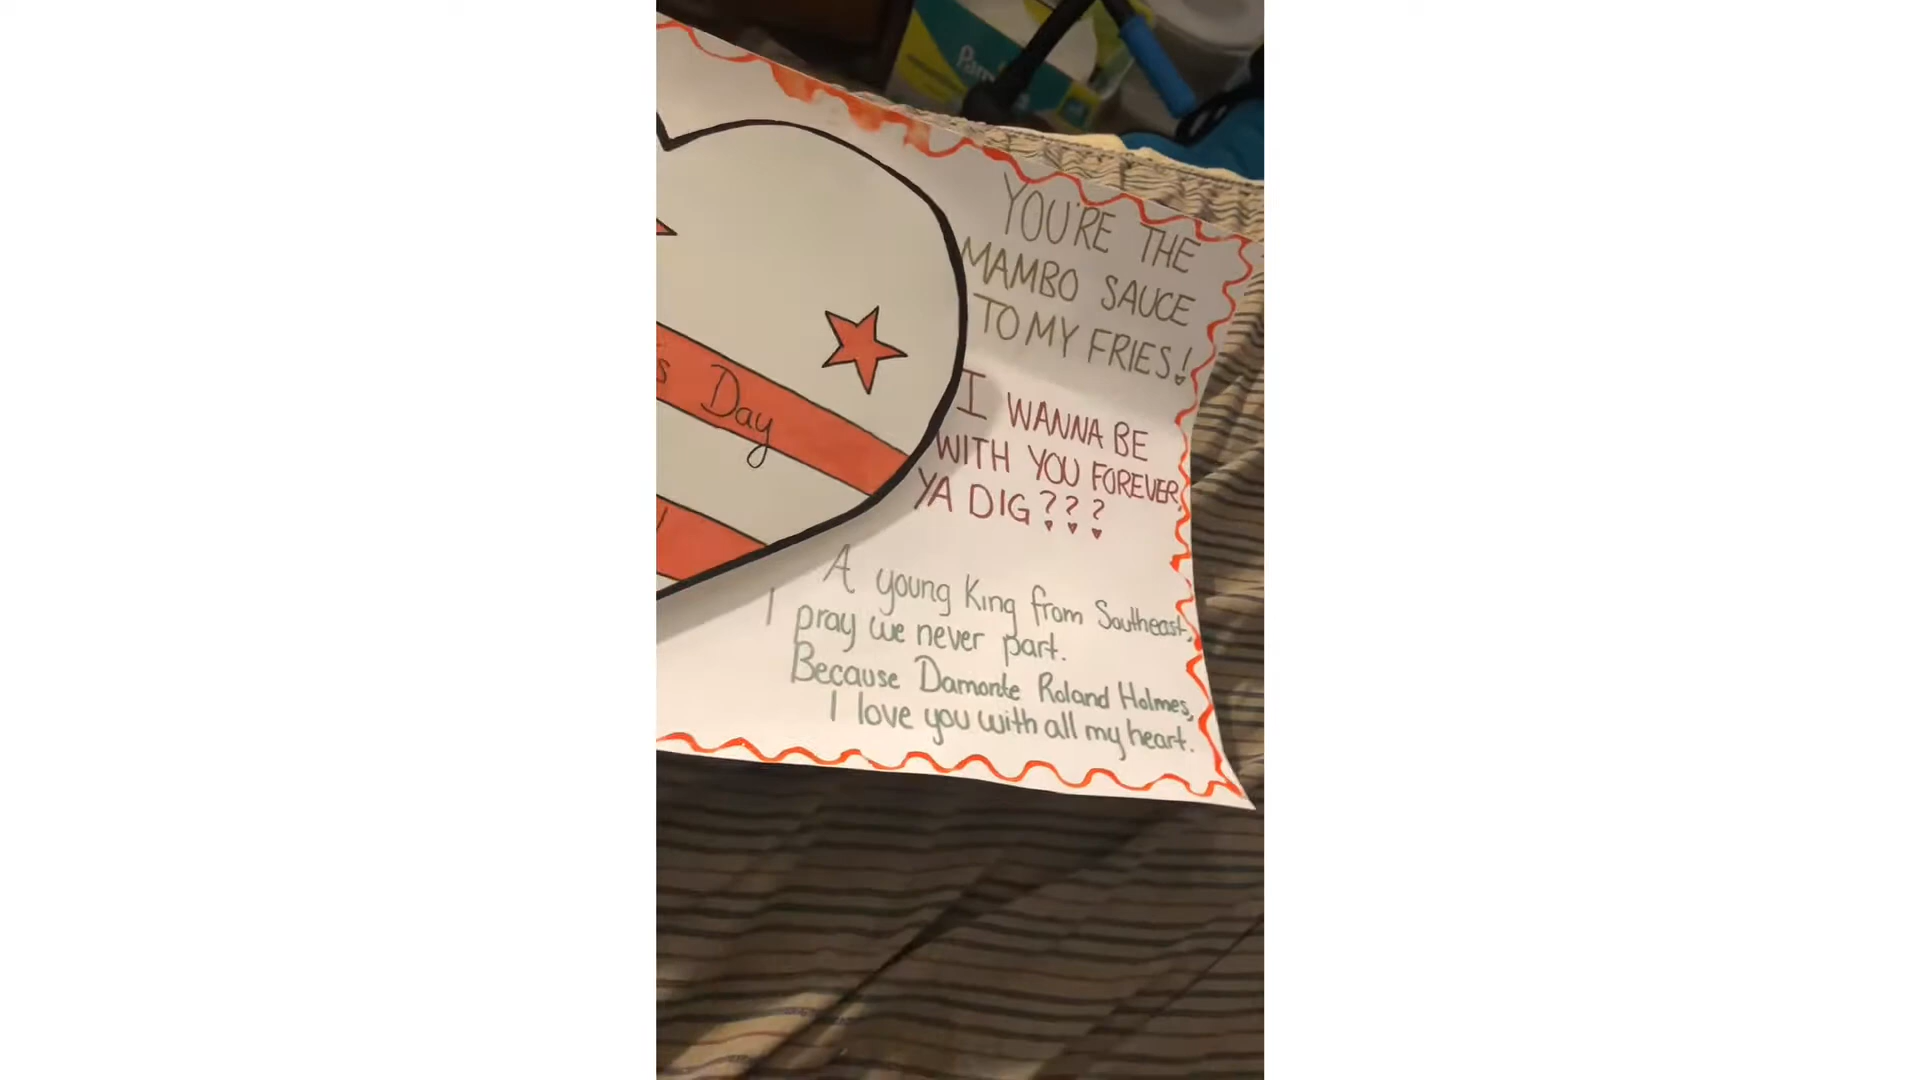 Pam
's Day
!
YOU'RE THE
MAMBO SAUCE
TO MY FRIES!
I WANNA BE
WITH YOU FOREVER,
YA DIG???
A young King from Southeast,
I pray we never part.
Because Damonte Roland Holmes,
I love you with all my heart.